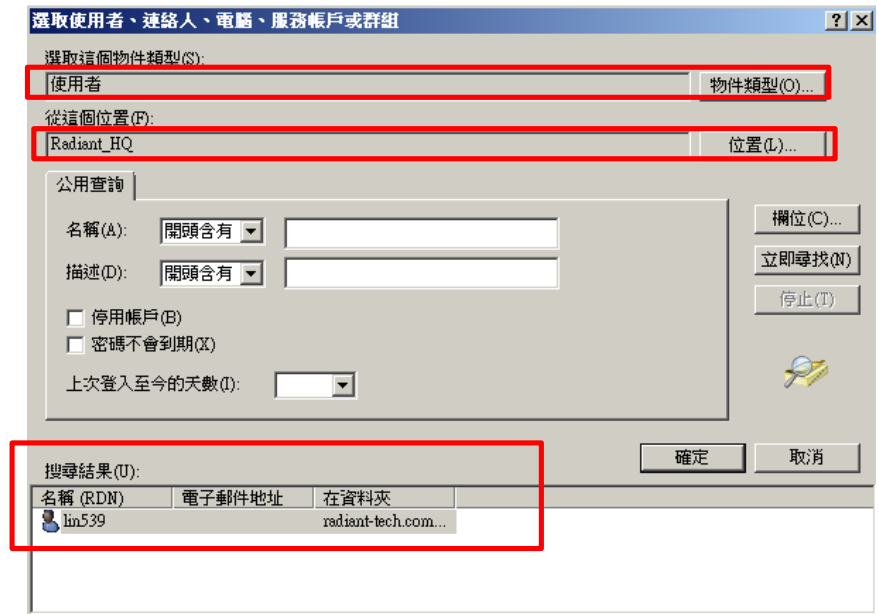 選取使用者、連絡人、電腦、服務帳戶或群組
選取這個物件類型(S):
使用者 物件類型(O)...
從這個位置(F):
Radiant_HQ 位置(L)...
公用查詢
名稱(A): 開頭含有 欄位(C)...
描述(D): 開頭含有 立即尋找(N)
停止(T)
停用帳戶(B)
密碼不會到期(X)
上次登入至今的天數(I):
確定 取消
搜尋結果(U):
名稱 (RDN) 電子郵件地址 在資料夾
lin539 radiant-tech.com...